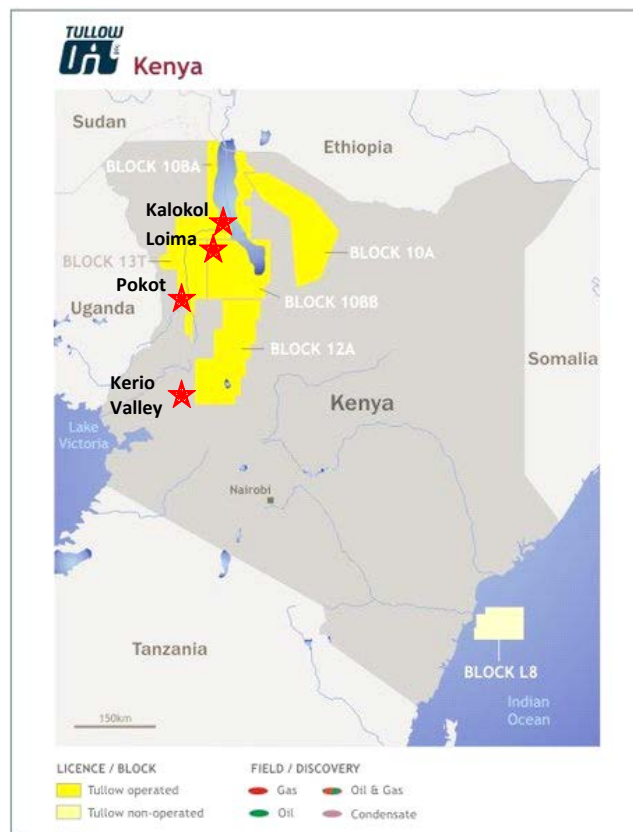 TULLOW
Oil plc
Kenya
Sudan
Ethiopia
BLOCK 10BA
Kalokol
Loima
BLOCK 10A
BLOCK 13T
Pokot
BLOCK 10BB
Uganda
BLOCK 12A
Somalia
Kerio
Valley
Kenya
Lake
Victoria
Nairobi
Tanzania
BLOCK L8
Indian
Ocean
150km
LICENCE / BLOCK
FIELD / DISCOVERY
Tullow operated
Gas
Oil & Gas
Tullow non-operated
Oil
Condensate